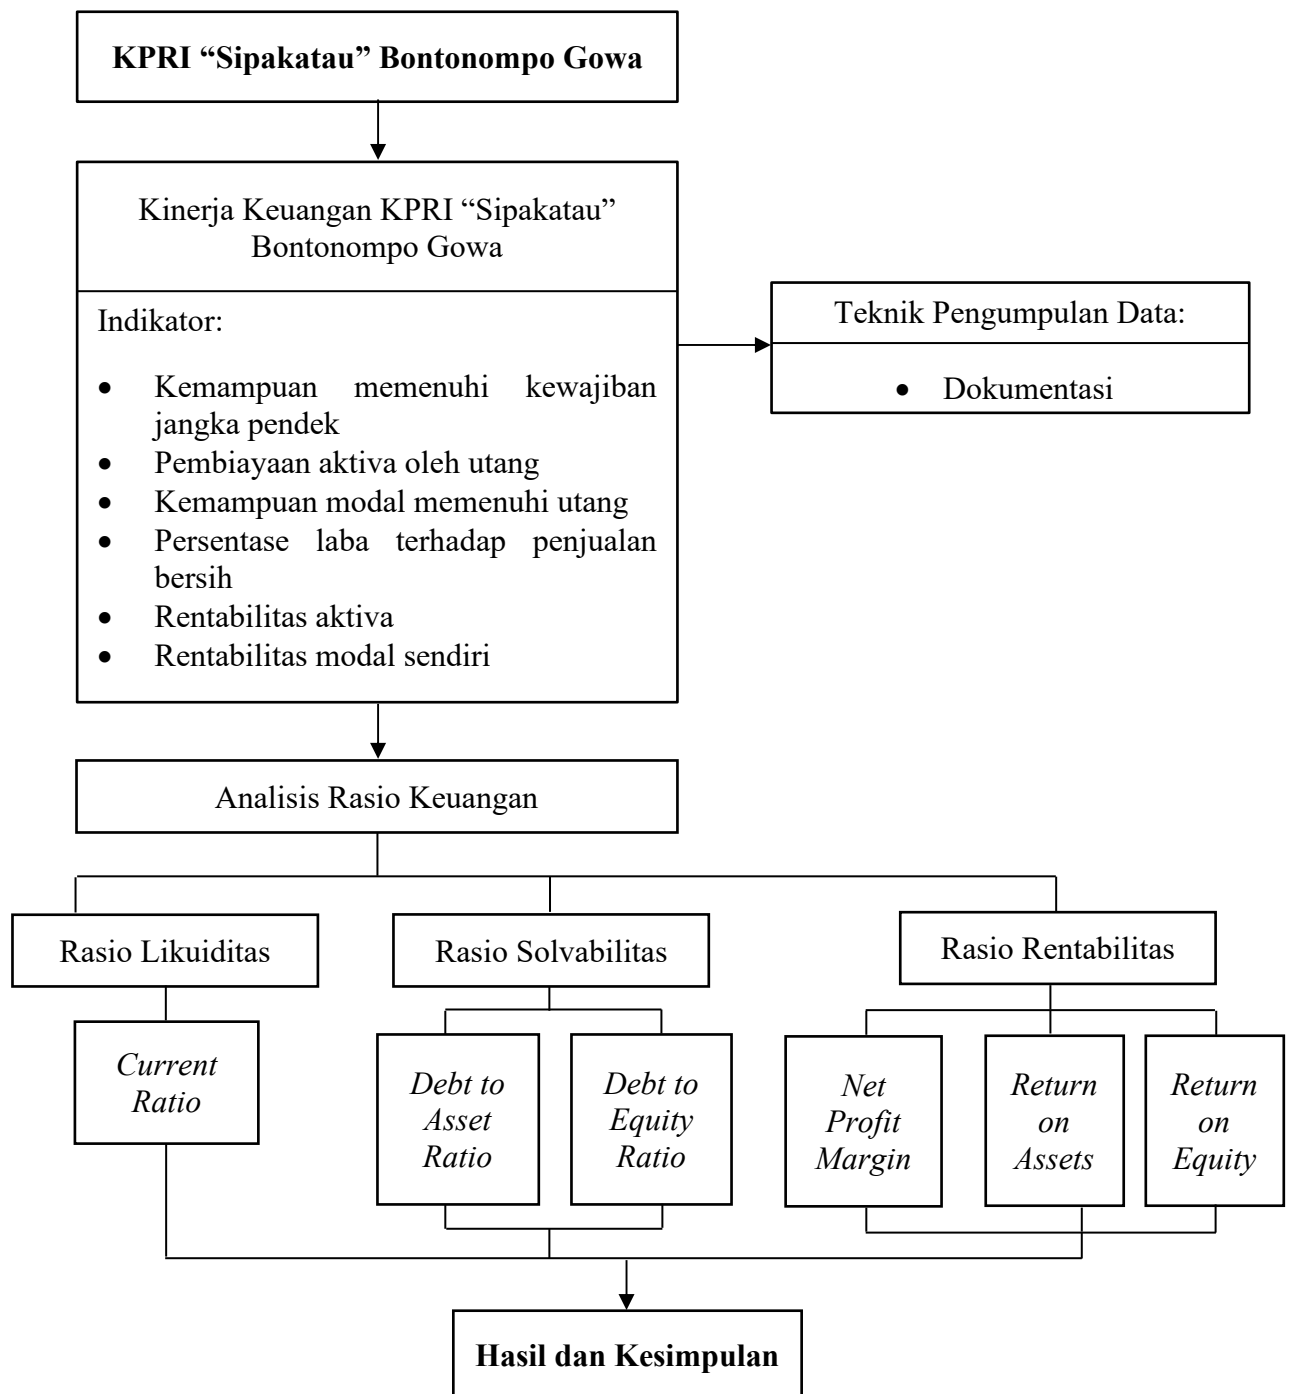 KPRI “Sipakatau” Bontonompo Gowa
Kinerja Keuangan KPRI “Sipakatau”
Bontonompo Gowa
Indikator:
• Kemampuan memenuhi kewajiban
jangka pendek
• Pembiayaan aktiva oleh utang
• Kemampuan modal memenuhi utang
• Persentase laba terhadap penjualan
bersih
• Rentabilitas aktiva
• Rentabilitas modal sendiri
Teknik Pengumpulan Data:
• Dokumentasi
Analisis Rasio Keuangan
Rasio Likuiditas
Rasio Solvabilitas
Rasio Rentabilitas
Current
Ratio
Debt to
Asset
Ratio
Debt to
Equity
Ratio
Net
Profit
Margin
Return
on
Assets
Return
on
Equity
Hasil dan Kesimpulan